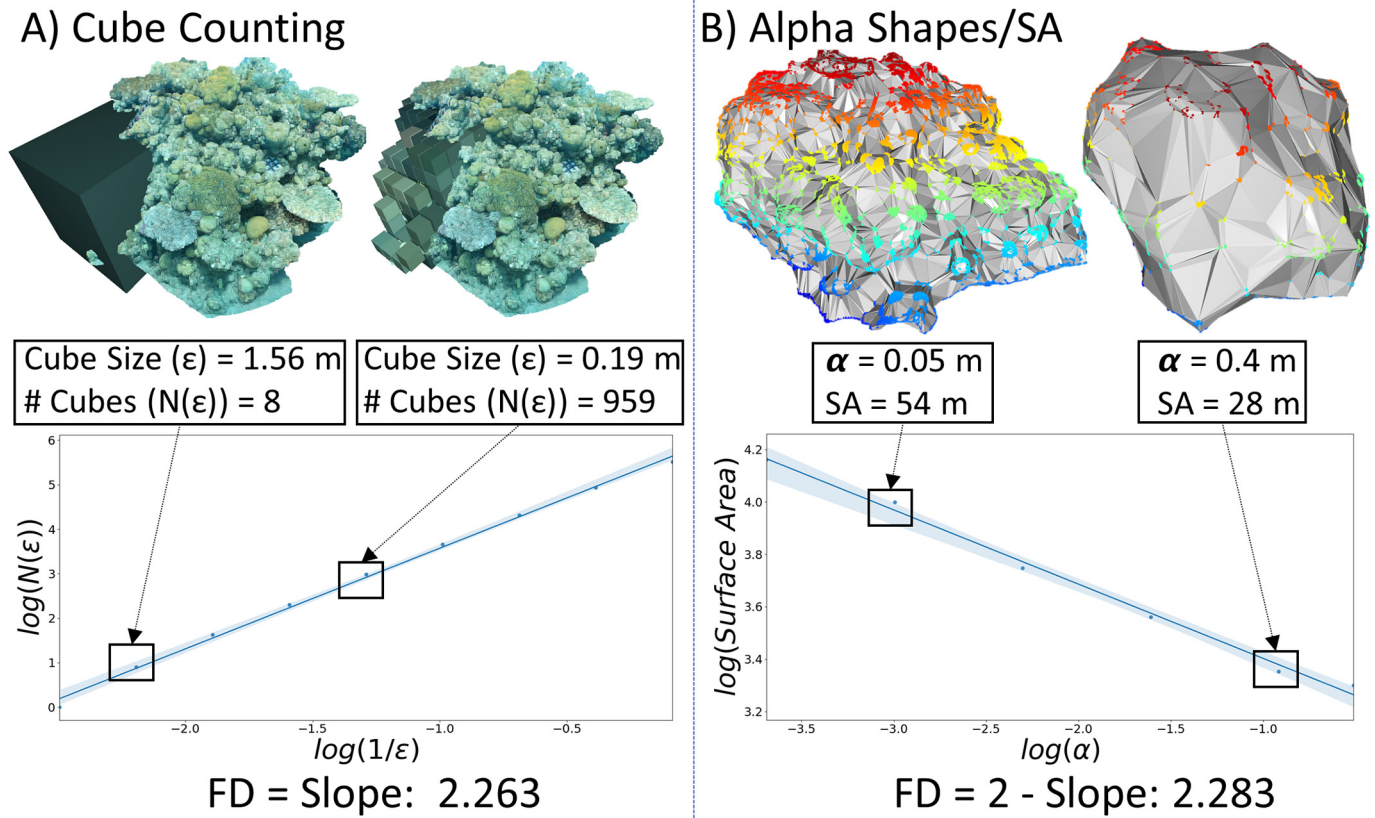 A) Cube Counting
Cube Size (ε) = 1.56 m
# Cubes (N(ε)) = 8
Cube Size (ε) = 0.19 m
# Cubes (N(ε)) = 959
6
5
4
3
2
1
0
log(N(ε))
−2.0
−1.5
−1.0
−0.5
log(1/ε)
FD = Slope: 2.263
B) Alpha Shapes/SA
α = 0.05 m
SA = 54 m
α = 0.4 m
SA = 28 m
4.2
4.0
3.8
3.6
3.4
3.2
log(Surface Area)
−3.5
−3.0
−2.5
−2.0
−1.5
−1.0
log(α)
FD = 2 - Slope: 2.283